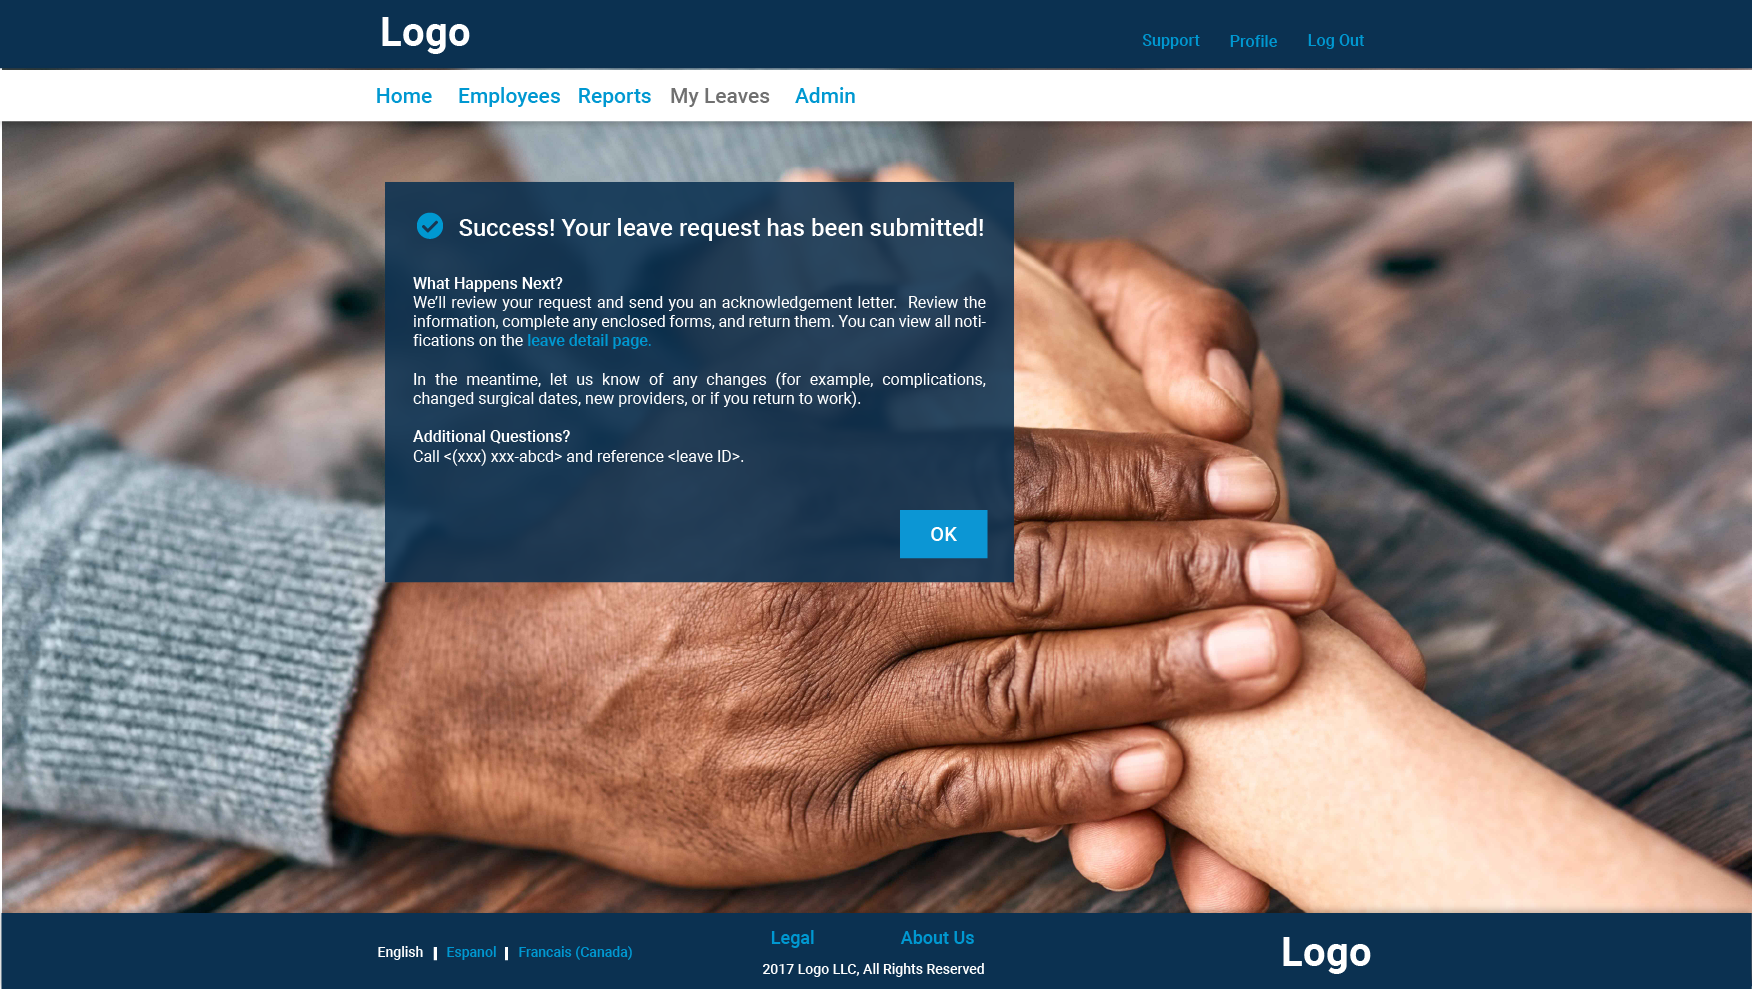 Logo
Support Profile Log Out
Home Employees Reports My Leaves Admin
Success! Your leave request has been submitted!
What Happens Next?
We’ll review your request and send you an acknowledgement letter.  Review the
information, complete any enclosed forms, and return them. You can view all noti-
fications on the leave detail page.
In the meantime, let us know of any changes (for example, complications,
changed surgical dates, new providers, or if you return to work).
Additional Questions?
Call <(xxx) xxx-abcd> and reference <leave ID>.
OK
English | Espanol | Francais (Canada)
Legal About Us
2017 Logo LLC, All Rights Reserved
Logo